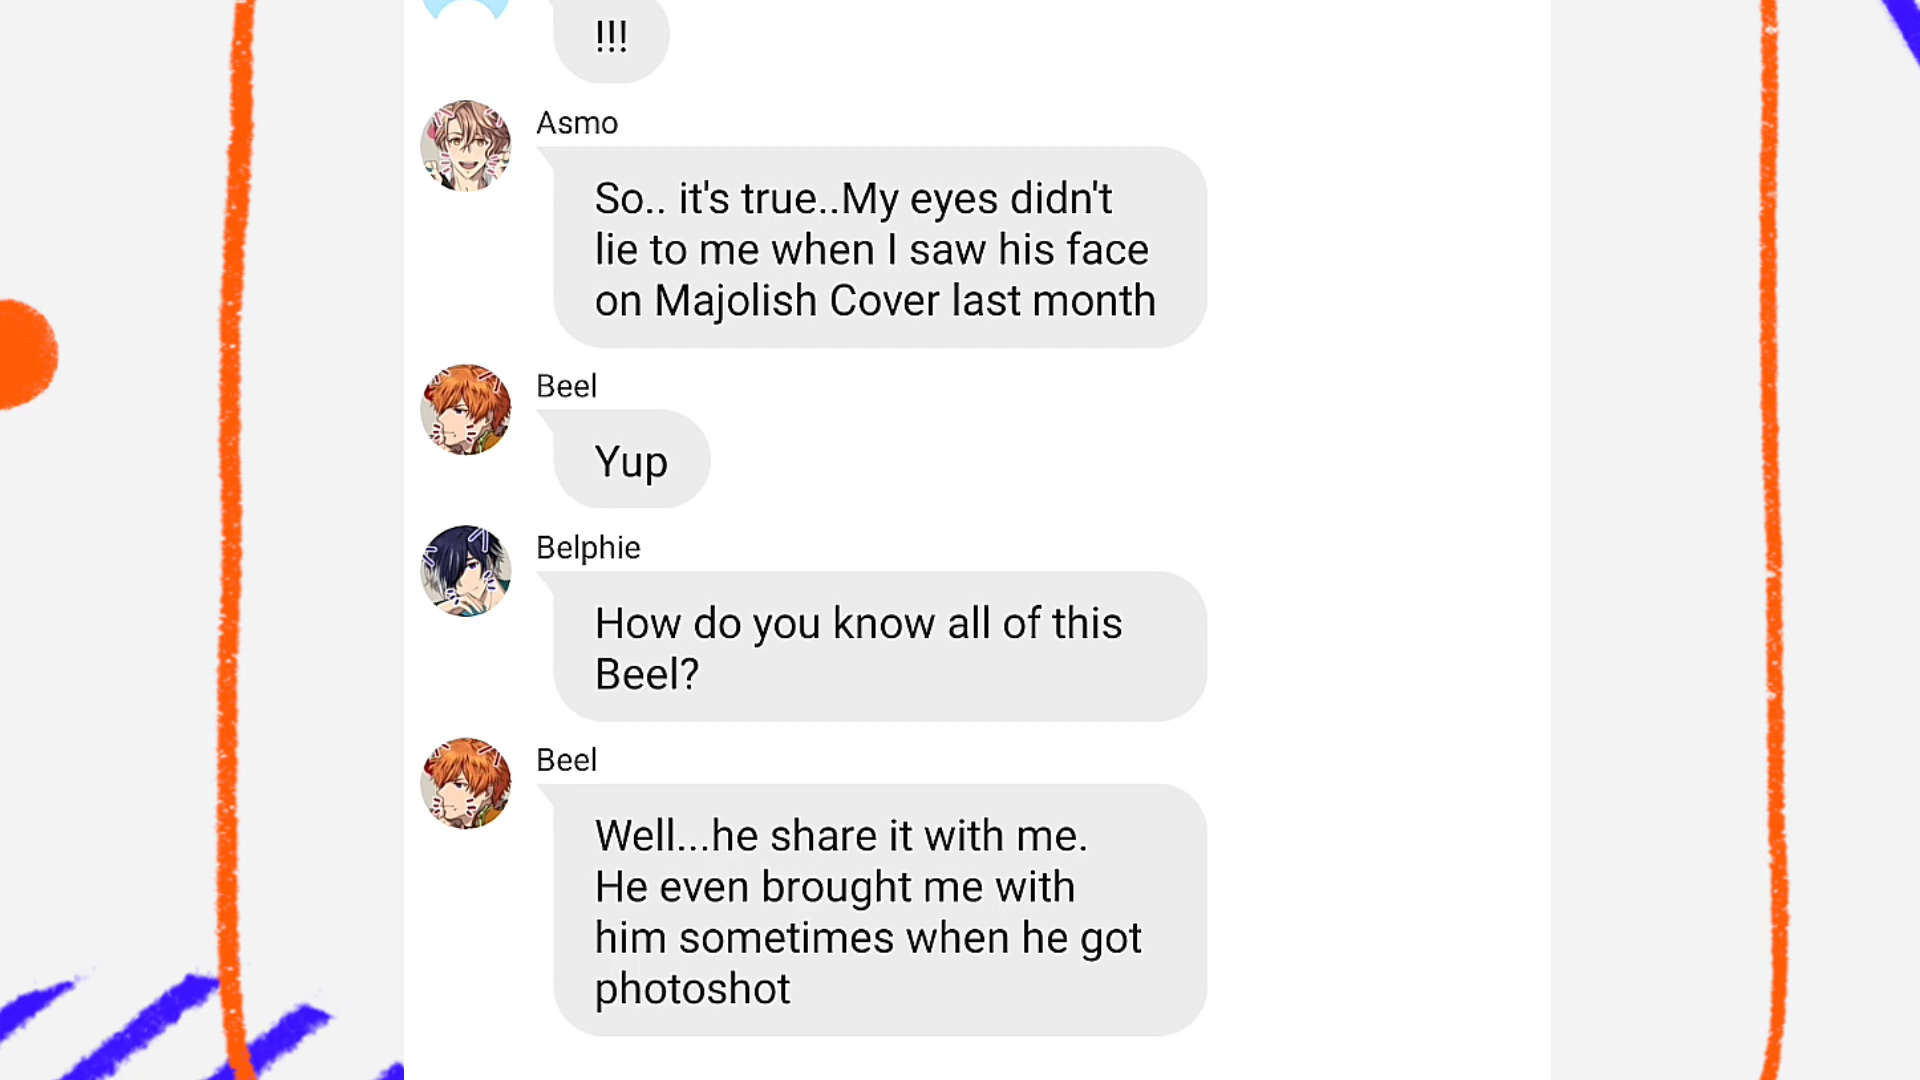 !!!
Asmo
So.. it's true..My eyes didn't
lie to me when I saw his face
on Majolish Cover last month
Beel
Yup
Belphie
How do you know all of this
Beel?
Beel
Well...he share it with me.
He even brought me with
him sometimes when he got
photoshot